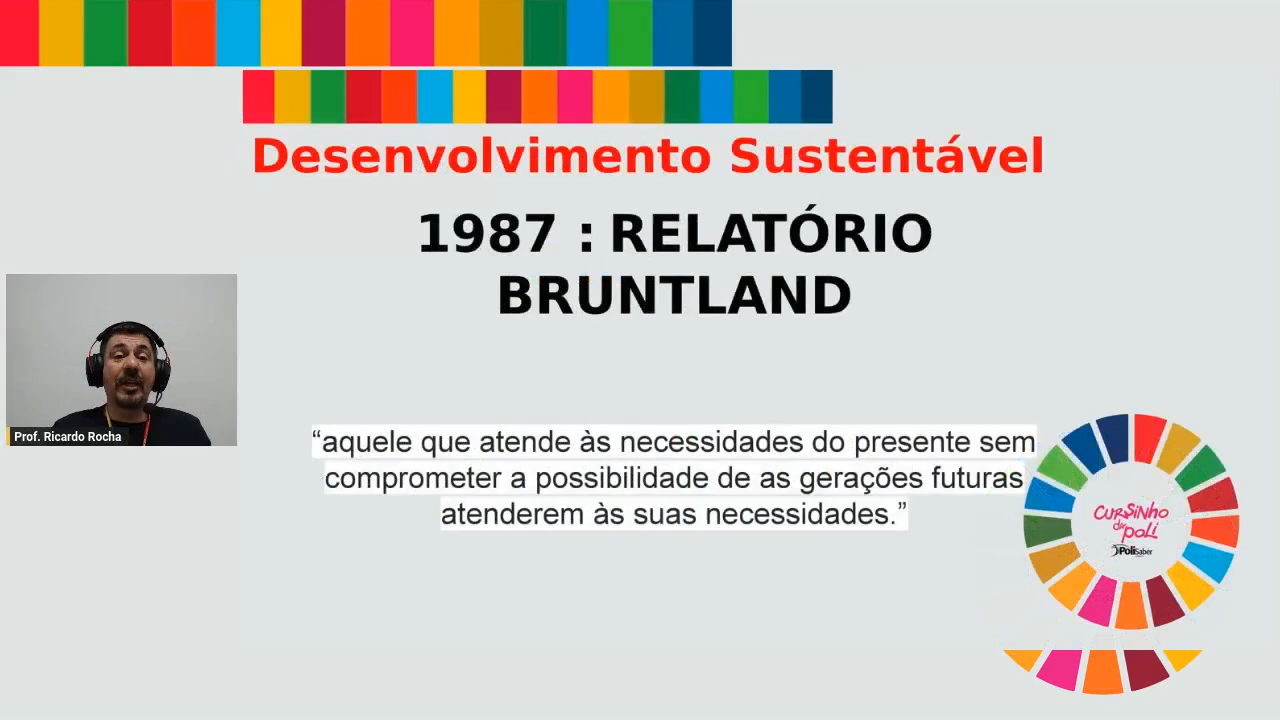 Desenvolvimento Sustentável
1987 : RELATÓRIO
BRUNTLAND
Prof. Ricardo Rocha
“aquele que atende às necessidades do presente sem
comprometer a possibilidade de as gerações futuras
atenderem às suas necessidades.”
CURSINHO
da poli
PoliSaber